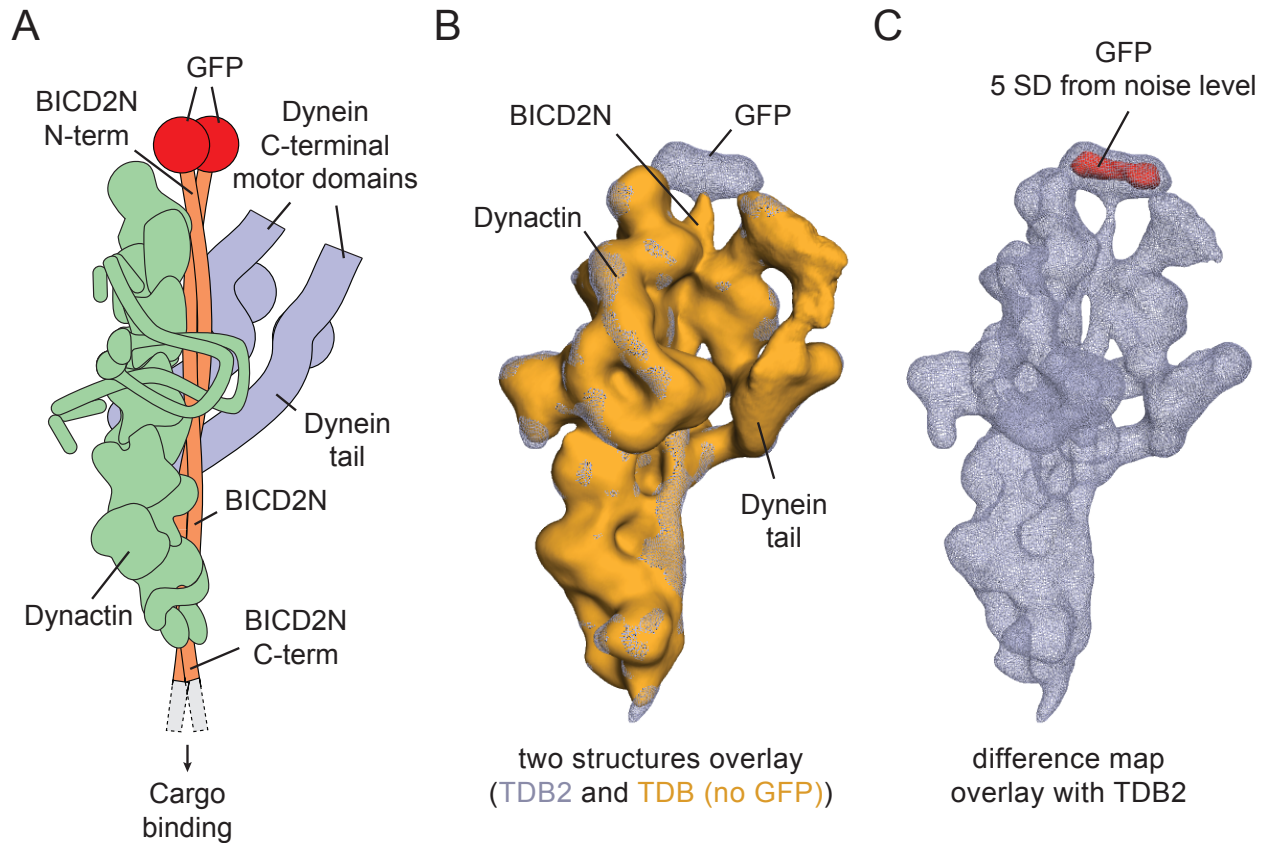 A
GFP
BICD2N
N-term
Dynein
C-terminal
motor domains
Dynein
tail
BICD2N
Dynactin
BICD2N
C-term
Cargo
binding
B
BICD2N
GFP
Dynactin
Dynein
tail
two structures overlay
(TDB2 and TDB (no GFP))
C
GFP
5 SD from noise level
difference map
overlay with TDB2